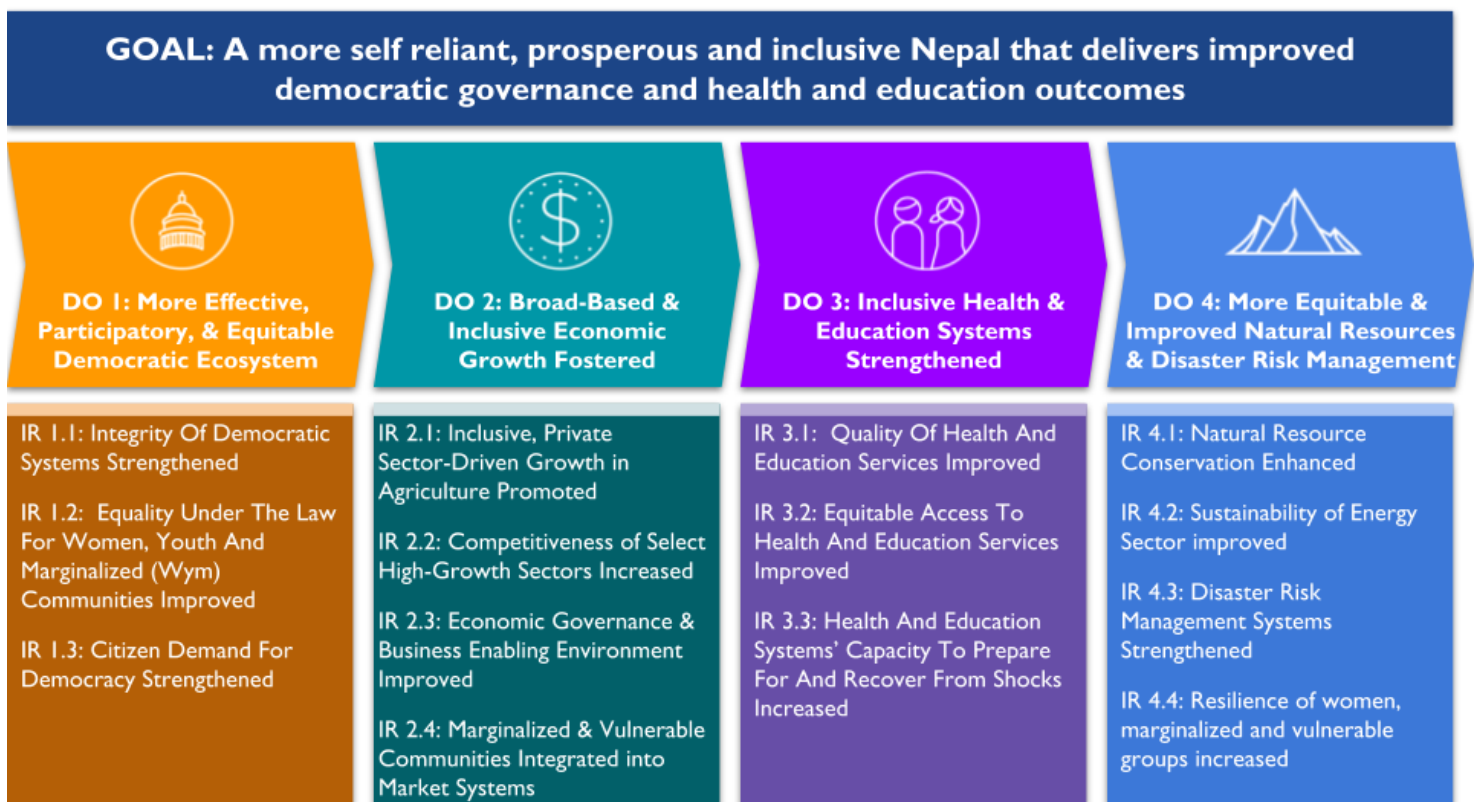 GOAL: A more self reliant, prosperous and inclusive Nepal that delivers improved
democratic governance and health and education outcomes
DO 1: More Effective,
Participatory, & Equitable
Democratic Ecosystem
IR 1.1: Integrity Of Democratic
Systems Strengthened
IR 1.2: Equality Under The Law
For Women, Youth And
Marginalized (Wym)
Communities Improved
IR 1.3: Citizen Demand For
Democracy Strengthened
DO 2: Broad-Based &
Inclusive Economic
Growth Fostered
IR 2.1: Inclusive, Private
Sector-Driven Growth in
Agriculture Promoted
IR 2.2: Competitiveness of Select
High-Growth Sectors Increased
IR 2.3: Economic Governance &
Business Enabling Environment
Improved
IR 2.4: Marginalized & Vulnerable
Communities Integrated into
Market Systems
DO 3: Inclusive Health &
Education Systems
Strengthened
IR 3.1: Quality Of Health And
Education Services Improved
IR 3.2: Equitable Access To
Health And Education Services
Improved
IR 3.3: Health And Education
Systems' Capacity To Prepare
For And Recover From Shocks
Increased
DO 4: More Equitable &
Improved Natural Resources
& Disaster Risk Management
IR 4.1: Natural Resource
Conservation Enhanced
IR 4.2: Sustainability of Energy
Sector improved
IR 4.3: Disaster Risk
Management Systems
Strengthened
IR 4.4: Resilience of women,
marginalized and vulnerable
groups increased